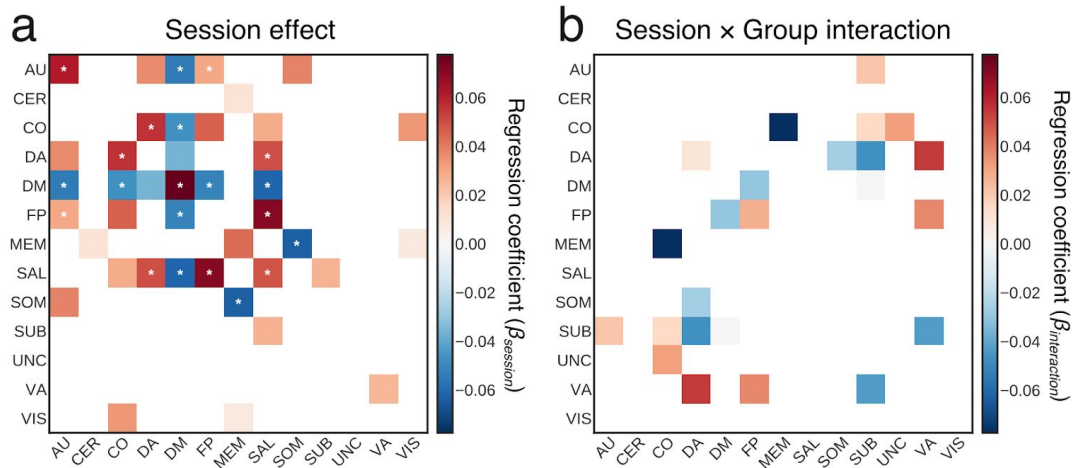 a
Session effect
AU
CER
CO
DA
DM
FP
MEM
SAL
SOM
SUB
UNC
VA
VIS
AU CER CO DA DM FP MEM SAL SOM SUB UNC VA VIS
* * *
* *
* *
* * * * *
* * *
*
* * * *
*
0.06
0.04
0.02
0.00
−0.02
−0.04
−0.06
Regression coefficient (βsession)
b
Session × Group interaction
AU
CER
CO
DA
DM
FP
MEM
SAL
SOM
SUB
UNC
VA
VIS
AU CER CO DA DM FP MEM SAL SOM SUB UNC VA VIS
0.06
0.04
0.02
0.00
−0.02
−0.04
−0.06
Regression coefficient (βinteraction)